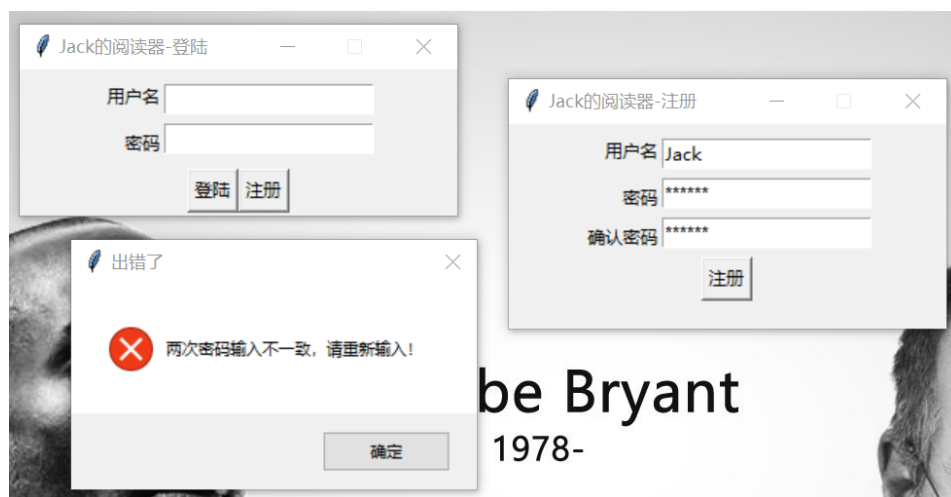 Jack的阅读器-登陆
用户名
密码
登陆 注册
Jack的阅读器-注册
用户名 Jack
密码 ******
确认密码 ******
注册
出错了
两次密码输入不一致，请重新输入！
确定
be Bryant
1978-